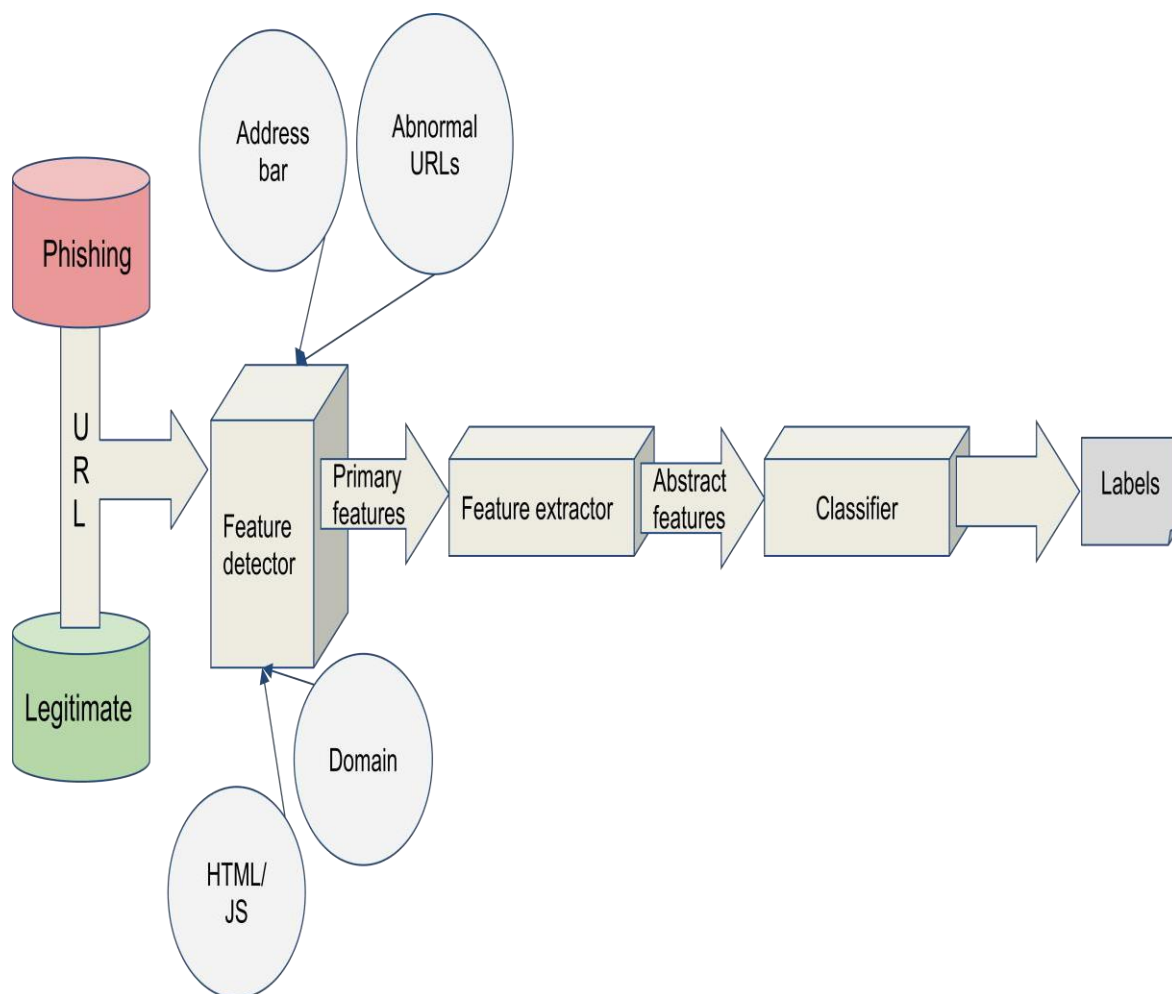 Address
bar
Abnormal
URLs
Phishing
U
R
L
Legitimate
Feature
detector
Primary
features
Feature extractor
Abstract
features
Classifier
Labels
Domain
HTML/
JS